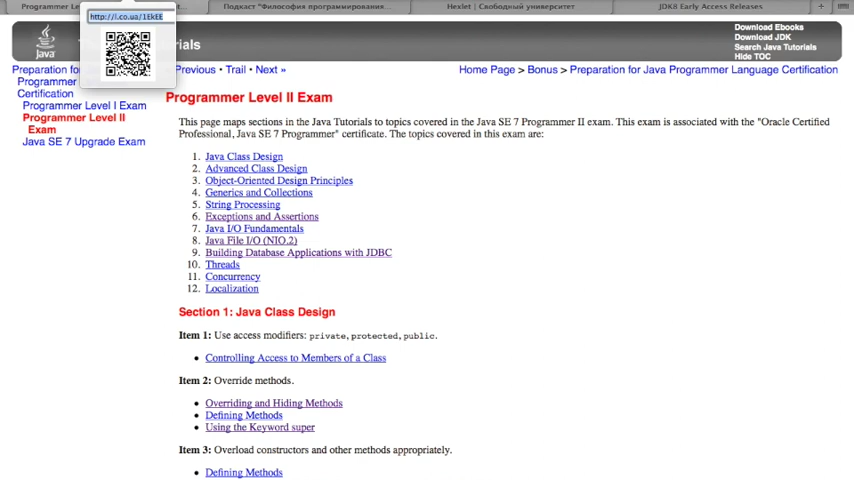 Programmer Le
Подкаст "Философия программирования...
Hexlet | Свободный университет
JDK8 Early Access Releases
http://l.co.ua/1EkEE
Java
Download Ebooks
Download JDK
Search Java Tutorials
Hide TOC
Previous • Trail • Next »
Home Page > Bonus > Preparation for Java Programmer Language Certification
Preparation for
Programmer
Certification
Programmer Level I Exam
Programmer Level II
Exam
Java SE 7 Upgrade Exam
Programmer Level II Exam
This page maps sections in the Java Tutorials to topics covered in the Java SE 7 Programmer II exam. This exam is associated with the "Oracle Certified
Professional, Java SE 7 Programmer" certificate. The topics covered in this exam are:
1. Java Class Design
2. Advanced Class Design
3. Object-Oriented Design Principles
4. Generics and Collections
5. String Processing
6. Exceptions and Assertions
7. Java I/O Fundamentals
8. Java File I/O (NIO.2)
9. Building Database Applications with JDBC
10. Threads
11. Concurrency
12. Localization
Section 1: Java Class Design
Item 1: Use access modifiers: private, protected, public.
• Controlling Access to Members of a Class
Item 2: Override methods.
• Overriding and Hiding Methods
• Defining Methods
• Using the Keyword super
Item 3: Overload constructors and other methods appropriately.
• Defining Methods